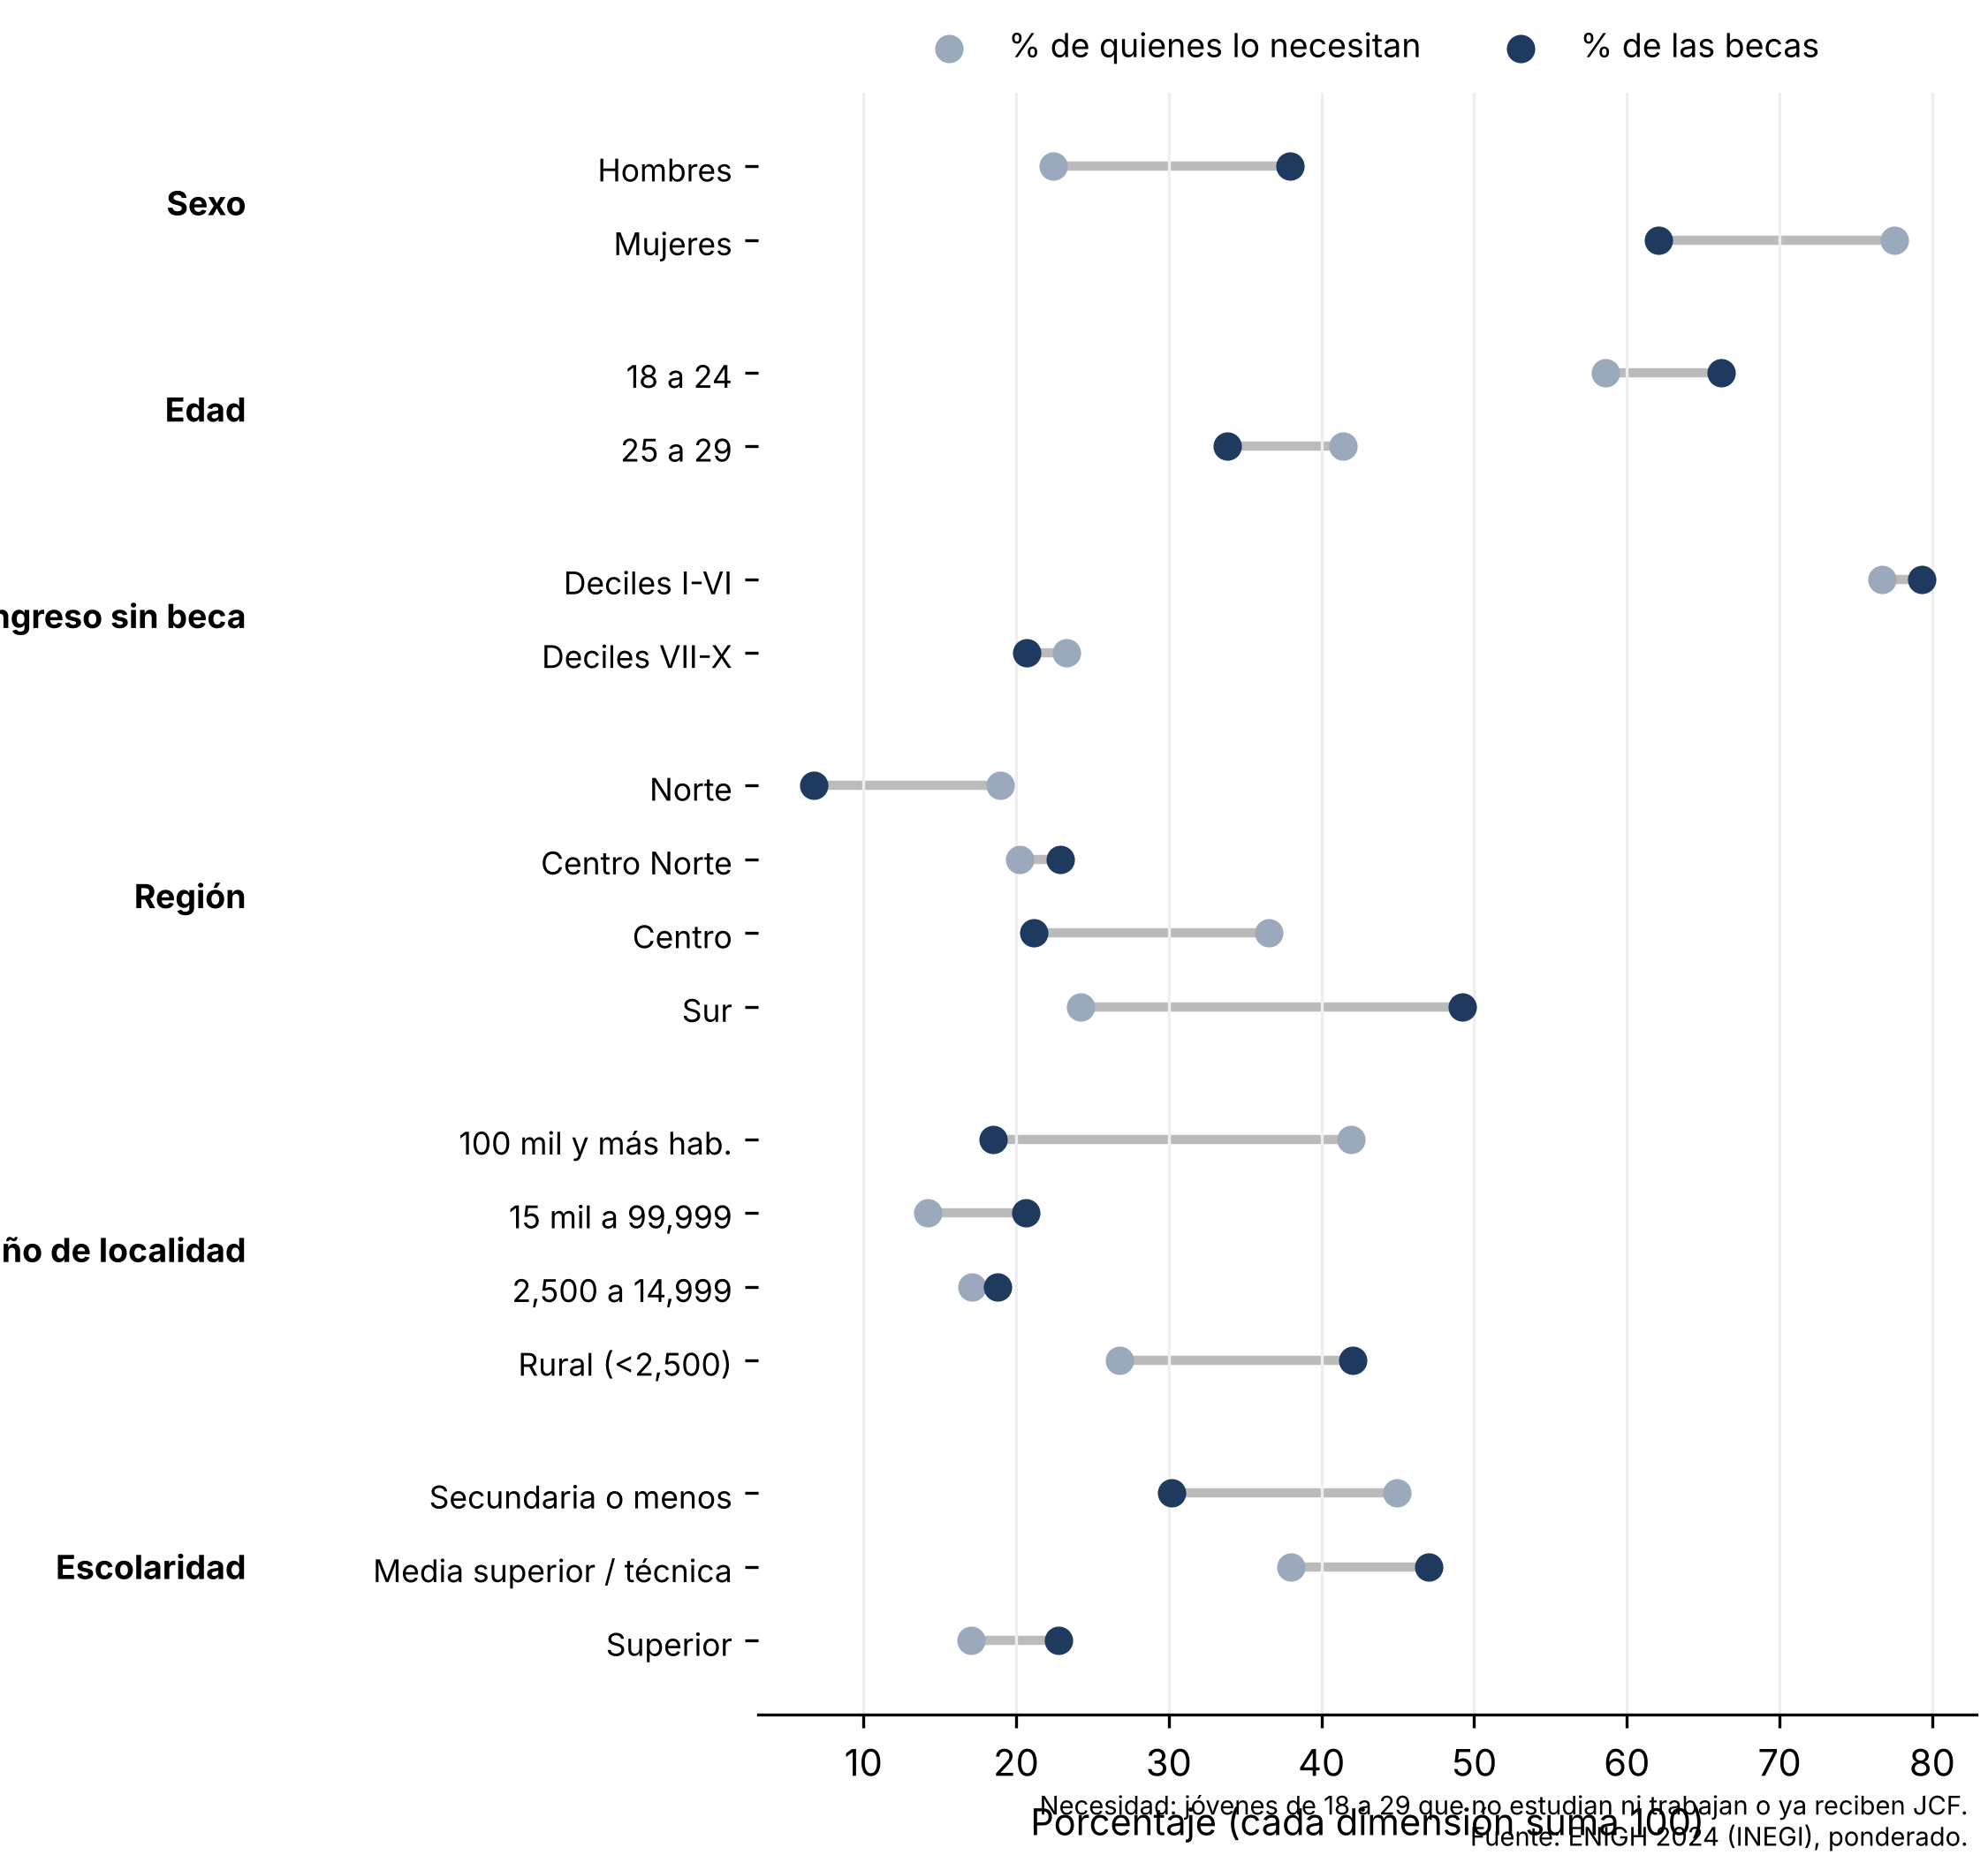 % de quienes lo necesitan
% de las becas
Sexo
Hombres
Mujeres
Edad
18 a 24
25 a 29
ngreso sin beca
Deciles I-VI
Deciles VII-X
Región
Norte
Centro Norte
Centro
Sur
ño de localidad
100 mil y más hab.
15 mil a 99,999
2,500 a 14,999
Rural (<2,500)
Escolaridad
Secundaria o menos
Media superior / técnica
Superior
10 20 30 40 50 60 70 80
Necesidad: jóvenes de 18 a 29 que no estudian ni trabajan o ya reciben JCF.
Porcentaje (cada dimensión suma 100)
Fuente: ENIGH 2024 (INEGI), ponderado.